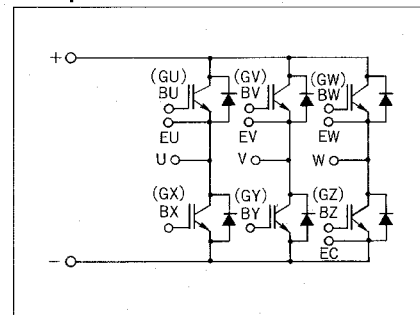 +
(GU) (GV) (GW)
BU BV BW
EU EV EW
U V W
(GX) (GY) (GZ)
BX BY BZ
EC
-